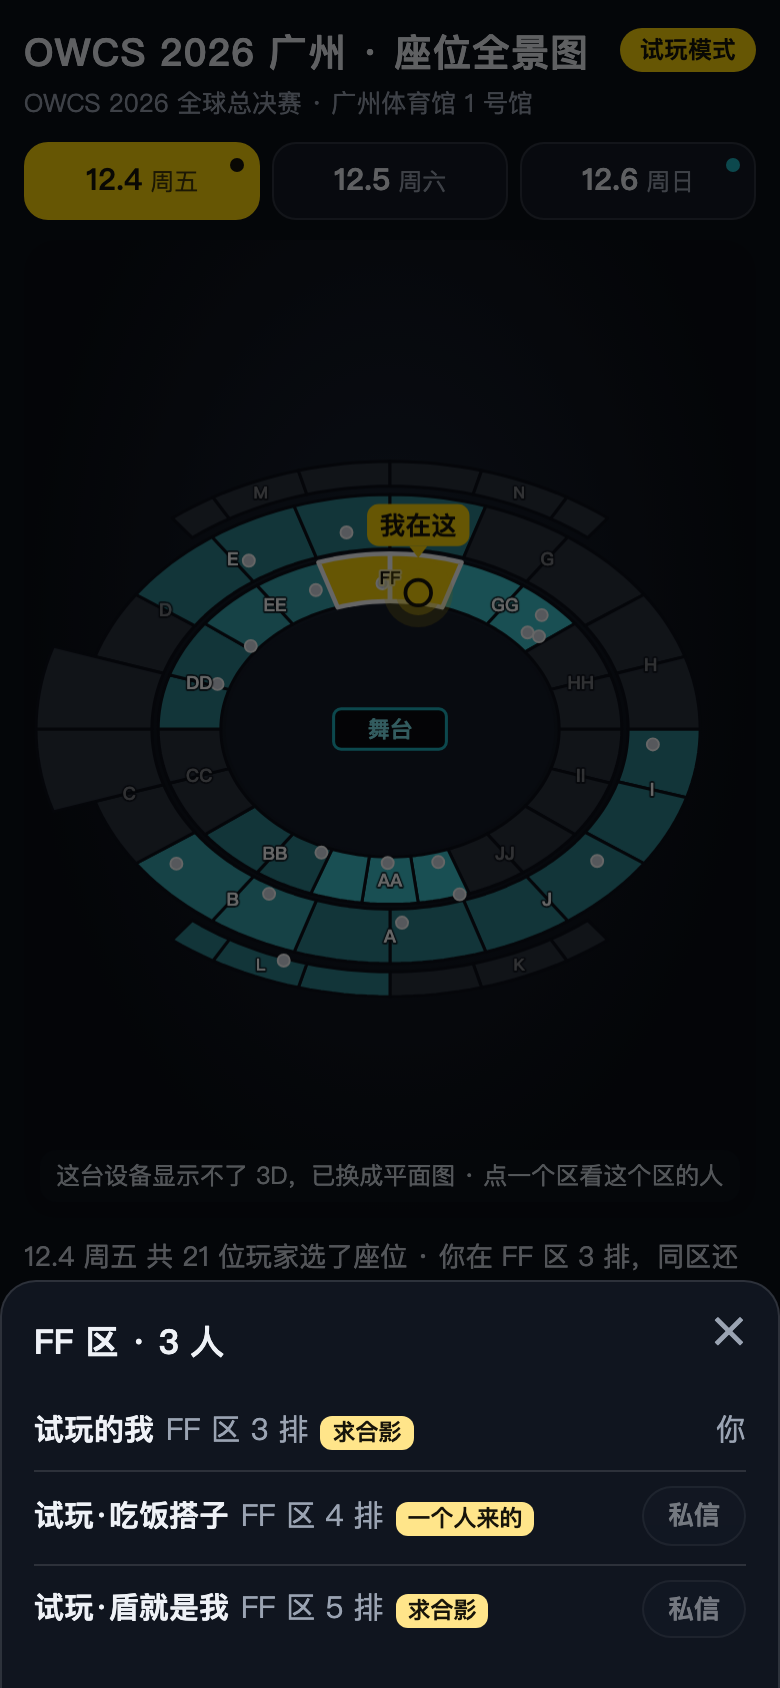 OWCS 2026 广州 · 座位全景图 试玩模式
OWCS 2026 全球总决赛 · 广州体育馆 1 号馆
12.4 周五 12.5 周六 12.6 周日
M N
我在这
E FF G
D EE GG
DD HH H
舞台
CC II
C I
BB JJ
B AA J
A
L K
这台设备显示不了 3D，已换成平面图 · 点一个区看这个区的人
12.4 周五 共 21 位玩家选了座位 · 你在 FF 区 3 排，同区还
FF 区 · 3 人
试玩的我 FF 区 3 排 求合影 你
试玩·吃饭搭子 FF 区 4 排 一个人来的 私信
试玩·盾就是我 FF 区 5 排 求合影 私信